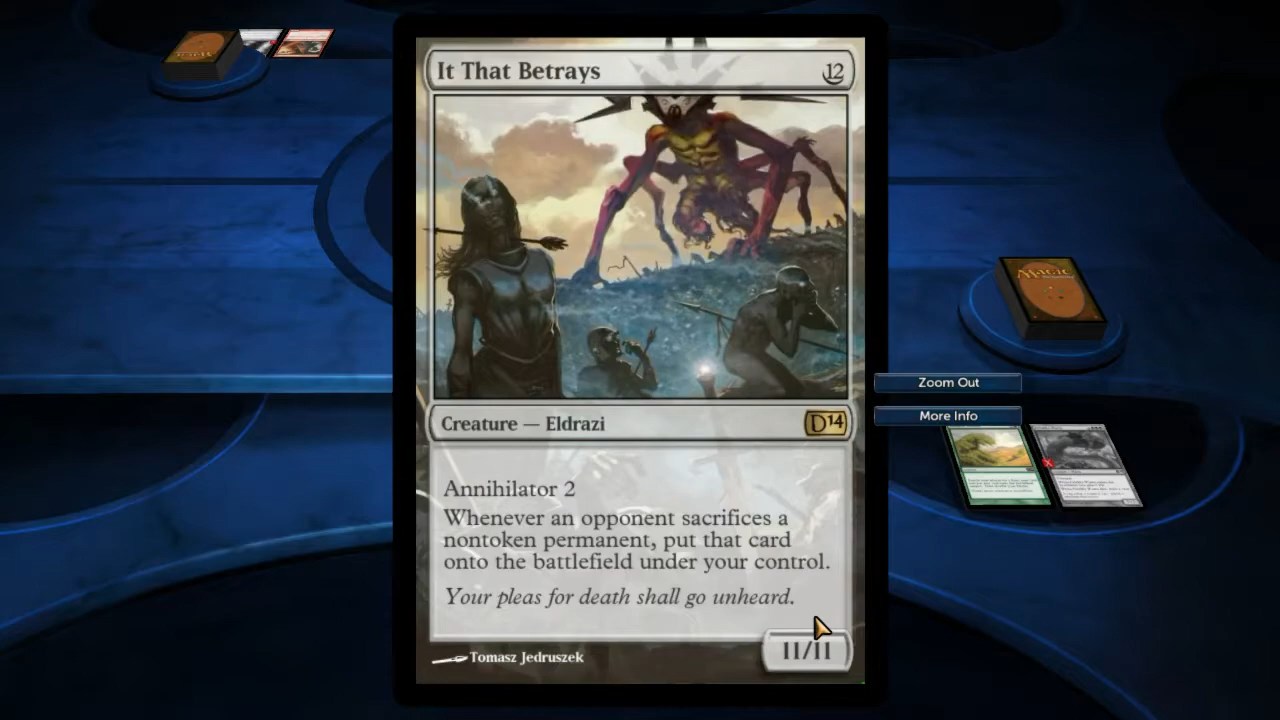 It That Betrays
12
Creature — Eldrazi
D14
Annihilator 2
Whenever an opponent sacrifices a
nontoken permanent, put that card
onto the battlefield under your control.
Your pleas for death shall go unheard.
11/11
Tomasz Jedruszek
Magic
Zoom Out
More Info